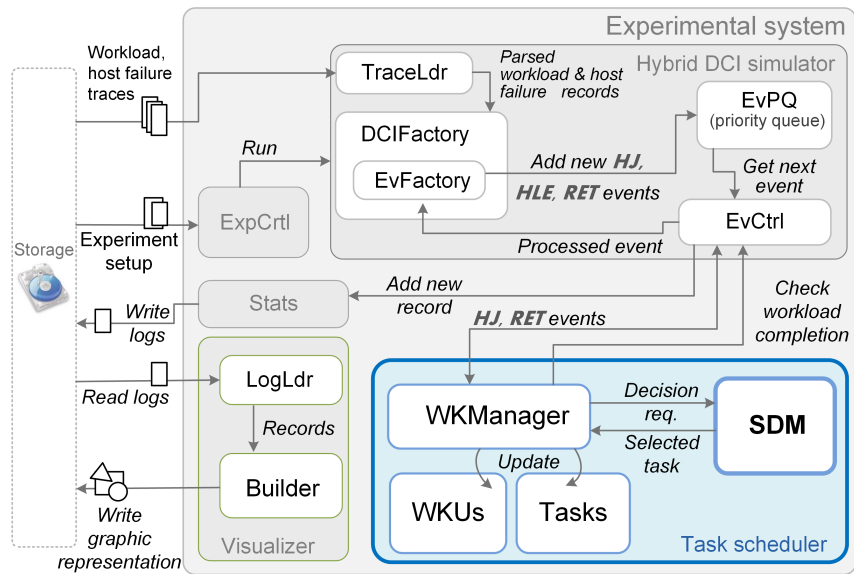 Experimental system
Workload,
host failure
traces
TraceLdr
Parsed
workload & host
failure records
Hybrid DCI simulator
EvPQ
(priority queue)
DCIFactory
EvFactory
Run
Add new HJ,
HLE, RET events
Get next
event
ExpCrtl
EvCtrl
Processed event
Experiment
setup
Storage
Stats
Add new
record
Check
workload
completion
Write
logs
HJ, RET events
LogLdr
Read logs
Records
WKManager
Decision
req.
SDM
Selected
task
Update
Builder
WKUs
Tasks
Write
graphic
representation
Visualizer
Task scheduler